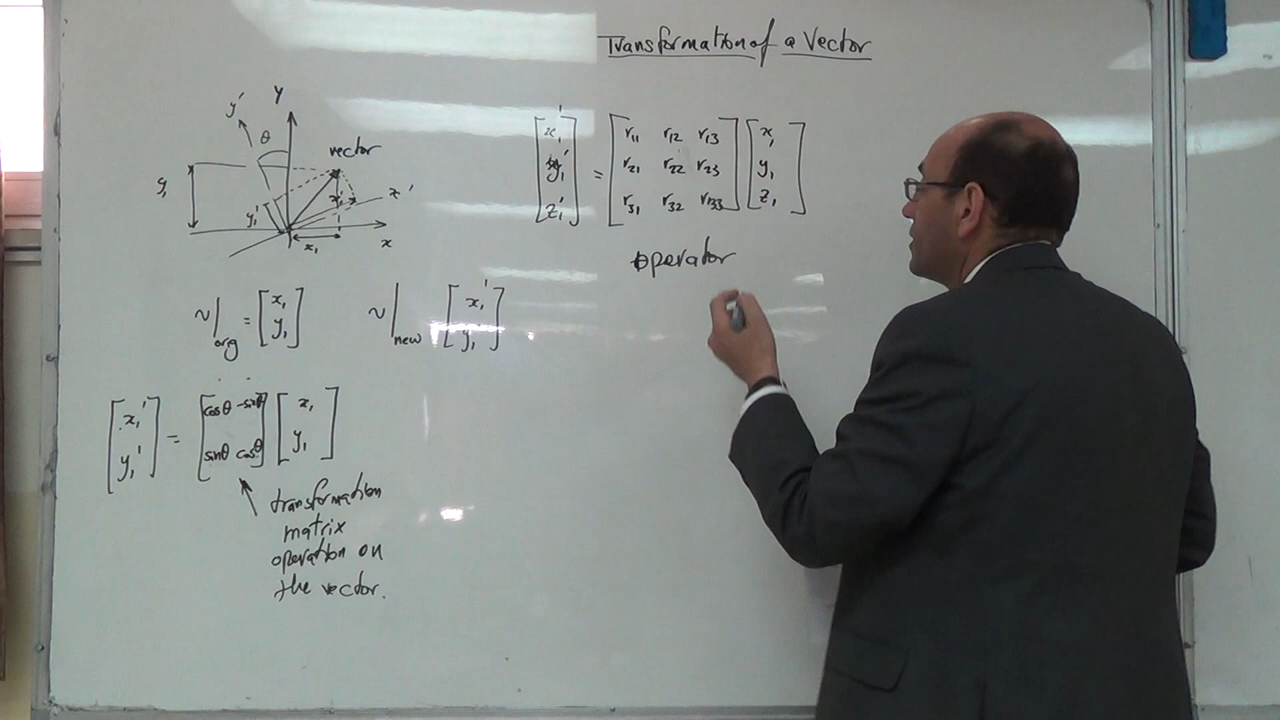 Transformation of a Vector
y'
Y
θ
vector
y₁
x'
y₁'
x₁'
x₁
x
v|org = [x₁ y₁]
v|new [x₁' y₁]
[x₁' y₁'] = [cosθ -sinθ sinθ cosθ] [x₁ y₁]
transformation
matrix
operation on
the vector.
[x₁' y₁' z₁'] = [r₁₁ r₁₂ r₁₃ r₂₁ r₂₂ r₂₃ r₃₁ r₃₂ r₃₃] [x₁ y₁ z₁]
operator